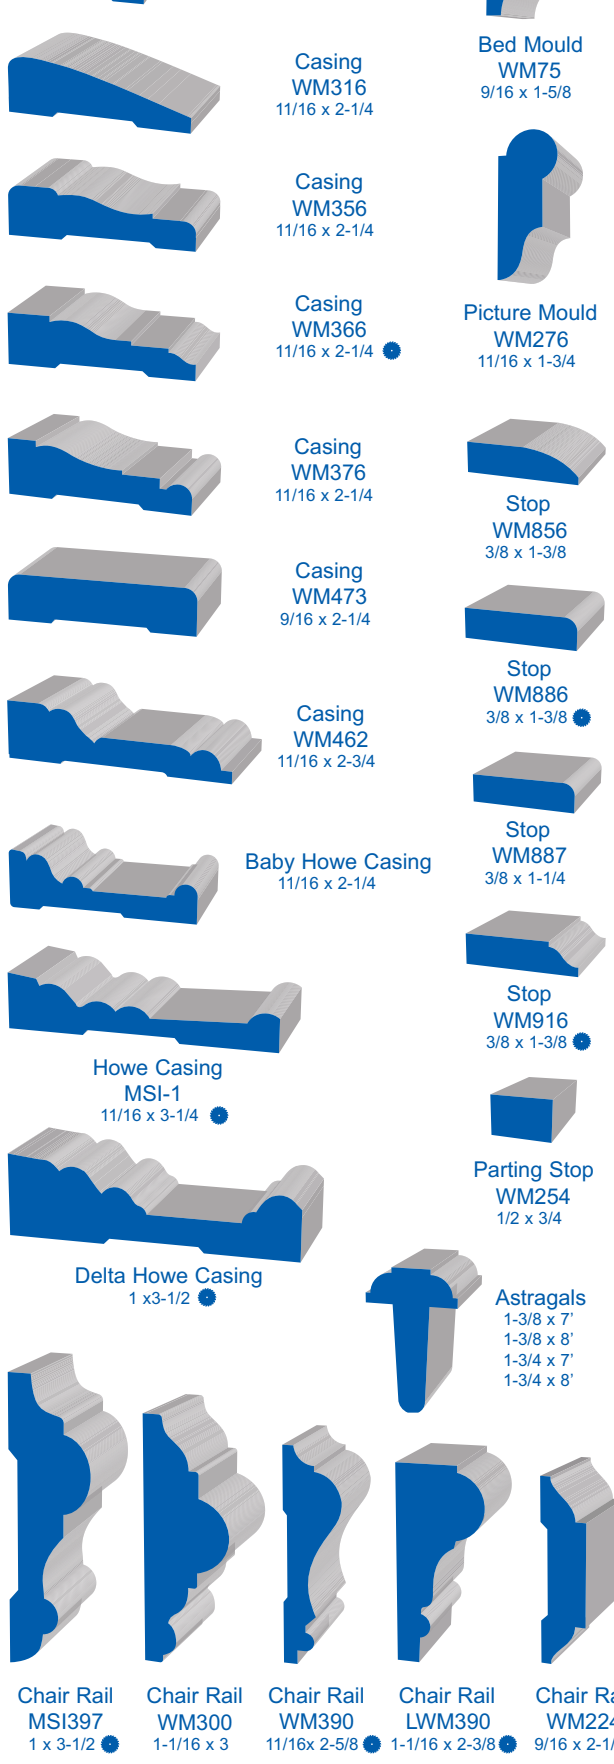 Casing
WM316
11/16 x 2-1/4
Casing
WM356
11/16 x 2-1/4
Casing
WM366
11/16 x 2-1/4
Casing
WM376
11/16 x 2-1/4
Casing
WM473
9/16 x 2-1/4
Casing
WM462
11/16 x 2-3/4
Baby Howe Casing
11/16 x 2-1/4
Howe Casing
MSI-1
11/16 x 3-1/4
Delta Howe Casing
1 x3-1/2
Bed Mould
WM75
9/16 x 1-5/8
Picture Mould
WM276
11/16 x 1-3/4
Stop
WM856
3/8 x 1-3/8
Stop
WM886
3/8 x 1-3/8
Stop
WM887
3/8 x 1-1/4
Stop
WM916
3/8 x 1-3/8
Parting Stop
WM254
1/2 x 3/4
Astragals
1-3/8 x 7’
1-3/8 x 8’
1-3/4 x 7’
1-3/4 x 8’
Chair Rail
MSI397
1 x 3-1/2
Chair Rail
WM300
1-1/16 x 3
Chair Rail
WM390
11/16x 2-5/8
Chair Rail
LWM390
1-1/16 x 2-3/8
Chair
WM224
9/16 x